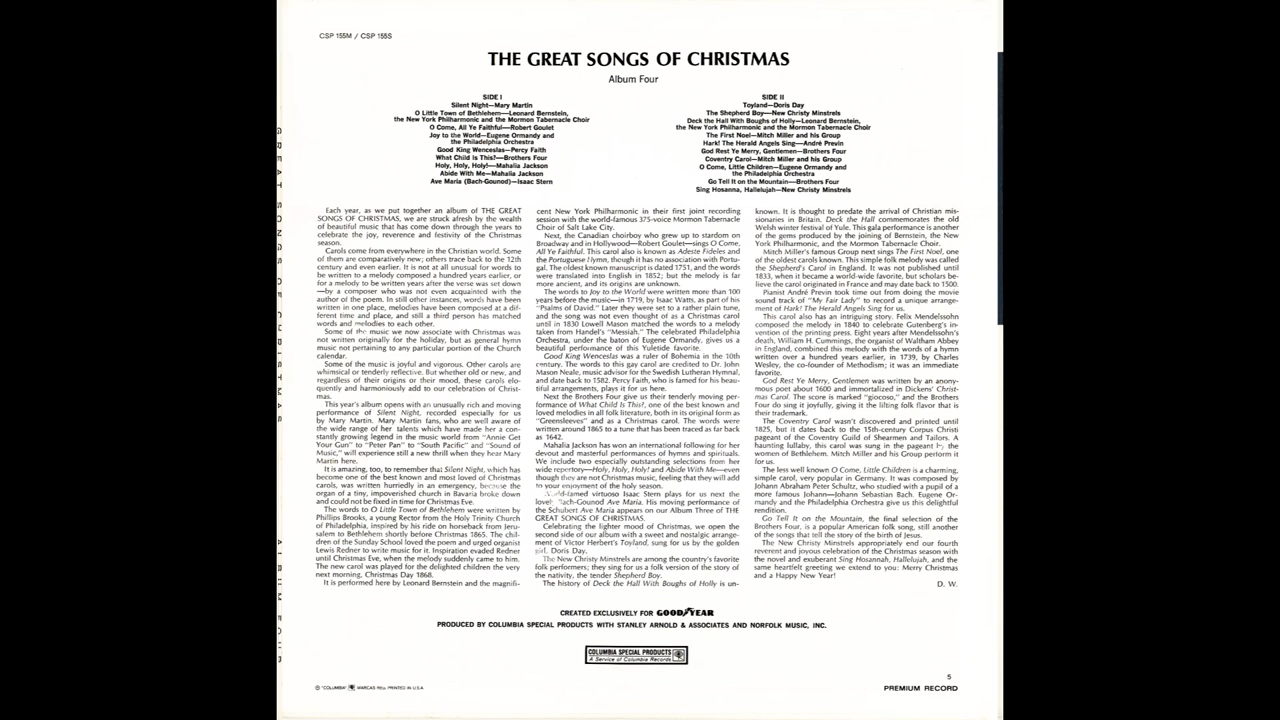 CSP 155M / CSP 155S
THE GREAT SONGS OF CHRISTMAS
Album Four
SIDE I
Silent Night—Mary Martin
O Little Town of Bethlehem—Leonard Bernstein,
the New York Philharmonic and the Mormon Tabernacle Choir
O Come, All Ye Faithful—Robert Goulet
Joy to the World—Eugene Ormandy and
the Philadelphia Orchestra
Good King Wenceslas—Percy Faith
What Child Is This?—Brothers Four
Holy, Holy, Holy!—Mahalia Jackson
Abide With Me—Mahalia Jackson
Ave Maria (Bach-Gounod)—Isaac Stern
SIDE II
Toyland—Doris Day
The Shepherd Boy—New Christy Minstrels
Deck the Hall With Boughs of Holly—Leonard Bernstein,
the New York Philharmonic and the Mormon Tabernacle Choir
The First Noel—Mitch Miller and his Group
Hark! The Herald Angels Sing—André Previn
God Rest Ye Merry, Gentlemen—Brothers Four
Coventry Carol—Mitch Miller and his Group
O Come, Little Children—Eugene Ormandy and
the Philadelphia Orchestra
Go Tell It on the Mountain—Brothers Four
Sing Hosanna, Hallelujah—New Christy Minstrels
Each year, as we put together an album of THE GREAT
SONGS OF CHRISTMAS, we are struck afresh by the wealth
of beautiful music that has come down through the years to
celebrate the joy, reverence and festivity of the Christmas
season.
Carols come from everywhere in the Christian world. Some
of them are comparatively new; others trace back to the 12th
century and even earlier. It is not at all unusual for words to
be written to a melody composed a hundred years earlier, or
for a melody to be written years after the verse was set down
—by a composer who was not even acquainted with the
author of the poem. In still other instances, words have been
written in one place, melodies have been composed at a dif-
ferent time and place, and still a third person has matched
words and melodies to each other.
Some of the music we now associate with Christmas was
not written originally for the holiday, but as general hymn
music not pertaining to any particular portion of the Church
calendar.
Some of the music is joyful and vigorous. Other carols are
whimsical or tenderly reflective. But whether old or new, and
regardless of their origins or their mood, these carols elo-
quently and harmoniously add to our celebration of Christ-
mas.
This year's album opens with an unusually rich and moving
performance of Silent Night, recorded especially for us
by Mary Martin. Mary Martin fans, who are well aware of
the wide range of her talents which have made her a con-
stantly growing legend in the music world from "Annie Get
Your Gun" to "Peter Pan" to "South Pacific" and "Sound of
Music," will experience still a new thrill when they hear Mary
Martin here.
It is amazing, too, to remember that Silent Night, which has
become one of the best known and most loved of Christmas
carols, was written hurriedly in an emergency, because the
organ of a tiny, impoverished church in Bavaria broke down
and could not be fixed in time for Christmas Eve.
The words to O Little Town of Bethlehem were written by
Phillips Brooks, a young Rector from the Holy Trinity Church
of Philadelphia, inspired by his ride on horseback from Jeru-
salem to Bethlehem shortly before Christmas 1865. The chil-
dren of the Sunday School loved the poem and urged organist
Lewis Redner to write music for it. Inspiration evaded Redner
until Christmas Eve, when the melody suddenly came to him.
The new carol was played for the delighted children the very
next morning, Christmas Day 1868.
It is performed here by Leonard Bernstein and the magnifi-
cent New York Philharmonic in their first joint recording
session with the world-famous 375-voice Mormon Tabernacle
Choir of Salt Lake City.
Next, the Canadian choirboy who grew up to stardom on
Broadway and in Hollywood—Robert Goulet—sings O Come,
All Ye Faithful. This carol also is known as Adeste Fideles and
the Portuguese Hymn, though it has no association with Portu-
gal. The oldest known manuscript is dated 1751, and the words
were translated into English in 1852; but the melody is far
more ancient, and its origins are unknown.
The words to Joy to the World were written more than 100
years before the music—in 1719, by Isaac Watts, as part of his
"Psalms of David." Later they were set to a rather plain tune,
and the song was not even thought of as a Christmas carol
until in 1830 Lowell Mason matched the words to a melody
taken from Handel's "Messiah." The celebrated Philadelphia
Orchestra, under the baton of Eugene Ormandy, gives us a
beautiful performance of this Yuletide favorite.
Good King Wenceslas was a ruler of Bohemia in the 10th
century. The words to this gay carol are credited to Dr. John
Mason Neale, music advisor for the Swedish Lutheran Hymnal,
and date back to 1582. Percy Faith, who is famed for his beau-
tiful arrangements, plays it for us here.
Next the Brothers Four give us their tenderly moving per-
formance of What Child Is This?, one of the best known and
loved melodies in all folk literature, both in its original form as
"Greensleeves" and as a Christmas carol. The words were
written around 1865 to a tune that has been traced as far back
as 1642.
Mahalia Jackson has won an international following for her
devout and masterful performances of hymns and spirituals.
We include two especially outstanding selections from her
wide repertory—Holy, Holy, Holy! and Abide With Me—even
though they are not Christmas music, feeling that they will add
to your enjoyment of the holy season.
World-famed virtuoso Isaac Stern plays for us next the
lovely Bach-Gounod Ave Maria. His moving performance of
the Schubert Ave Maria appears on our Album Three of THE
GREAT SONGS OF CHRISTMAS.
Celebrating the lighter mood of Christmas, we open the
second side of our album with a sweet and nostalgic arrange-
ment of Victor Herbert's Toyland, sung for us by the golden
girl, Doris Day.
The New Christy Minstrels are among the country's favorite
folk performers; they sing for us a folk version of the story of
the nativity, the tender Shepherd Boy.
The history of Deck the Hall With Boughs of Holly is un-
known. It is thought to predate the arrival of Christian mis-
sionaries in Britain. Deck the Hall commemorates the old
Welsh winter festival of Yule. This gala performance is another
of the gems produced by the joining of Bernstein, the New
York Philharmonic, and the Mormon Tabernacle Choir.
Mitch Miller's famous Group next sings The First Noel, one
of the oldest carols known. This simple folk melody was called
the Shepherd's Carol in England. It was not published until
1833, when it became a world-wide favorite, but scholars be-
lieve the carol originated in France and may date back to 1500.
Pianist André Previn took time out from doing the movie
sound track of "My Fair Lady" to record a unique arrange-
ment of Hark! The Herald Angels Sing for us.
This carol also has an intriguing story. Felix Mendelssohn
composed the melody in 1840 to celebrate Gutenberg's in-
vention of the printing press. Eight years after Mendelssohn's
death, William H. Cummings, the organist of Waltham Abbey
in England, combined this melody with the words of a hymn
written over a hundred years earlier, in 1739, by Charles
Wesley, the co-founder of Methodism; it was an immediate
favorite.
God Rest Ye Merry, Gentlemen was written by an anony-
mous poet about 1600 and immortalized in Dickens' Christ-
mas Carol. The score is marked "giocoso," and the Brothers
Four do sing it joyfully, giving it the lilting folk flavor that is
their trademark.
The Coventry Carol wasn't discovered and printed until
1825, but it dates back to the 15th-century Corpus Christi
pageant of the Coventry Guild of Shearmen and Tailors. A
haunting lullaby, this carol was sung in the pageant by the
women of Bethlehem. Mitch Miller and his Group perform it
for us.
The less well known O Come, Little Children is a charming,
simple carol, very popular in Germany. It was composed by
Johann Abraham Peter Schultz, who studied with a pupil of a
more famous Johann—Johann Sebastian Bach. Eugene Or-
mandy and the Philadelphia Orchestra give us this delightful
rendition.
Go Tell It on the Mountain, the final selection of the
Brothers Four, is a popular American folk song, still another
of the songs that tell the story of the birth of Jesus.
The New Christy Minstrels appropriately end our fourth
reverent and joyous celebration of the Christmas season with
the novel and exuberant Sing Hosannah, Hallelujah, and the
same heartfelt greeting we extend to you: Merry Christmas
and a Happy New Year!
D. W.
CREATED EXCLUSIVELY FOR GOODYEAR
PRODUCED BY COLUMBIA SPECIAL PRODUCTS WITH STANLEY ARNOLD & ASSOCIATES AND NORFOLK MUSIC, INC.
COLUMBIA SPECIAL PRODUCTS
A Service of Columbia Records
5
PREMIUM RECORD
℗ "COLUMBIA" MARCAS REG. PRINTED IN U.S.A